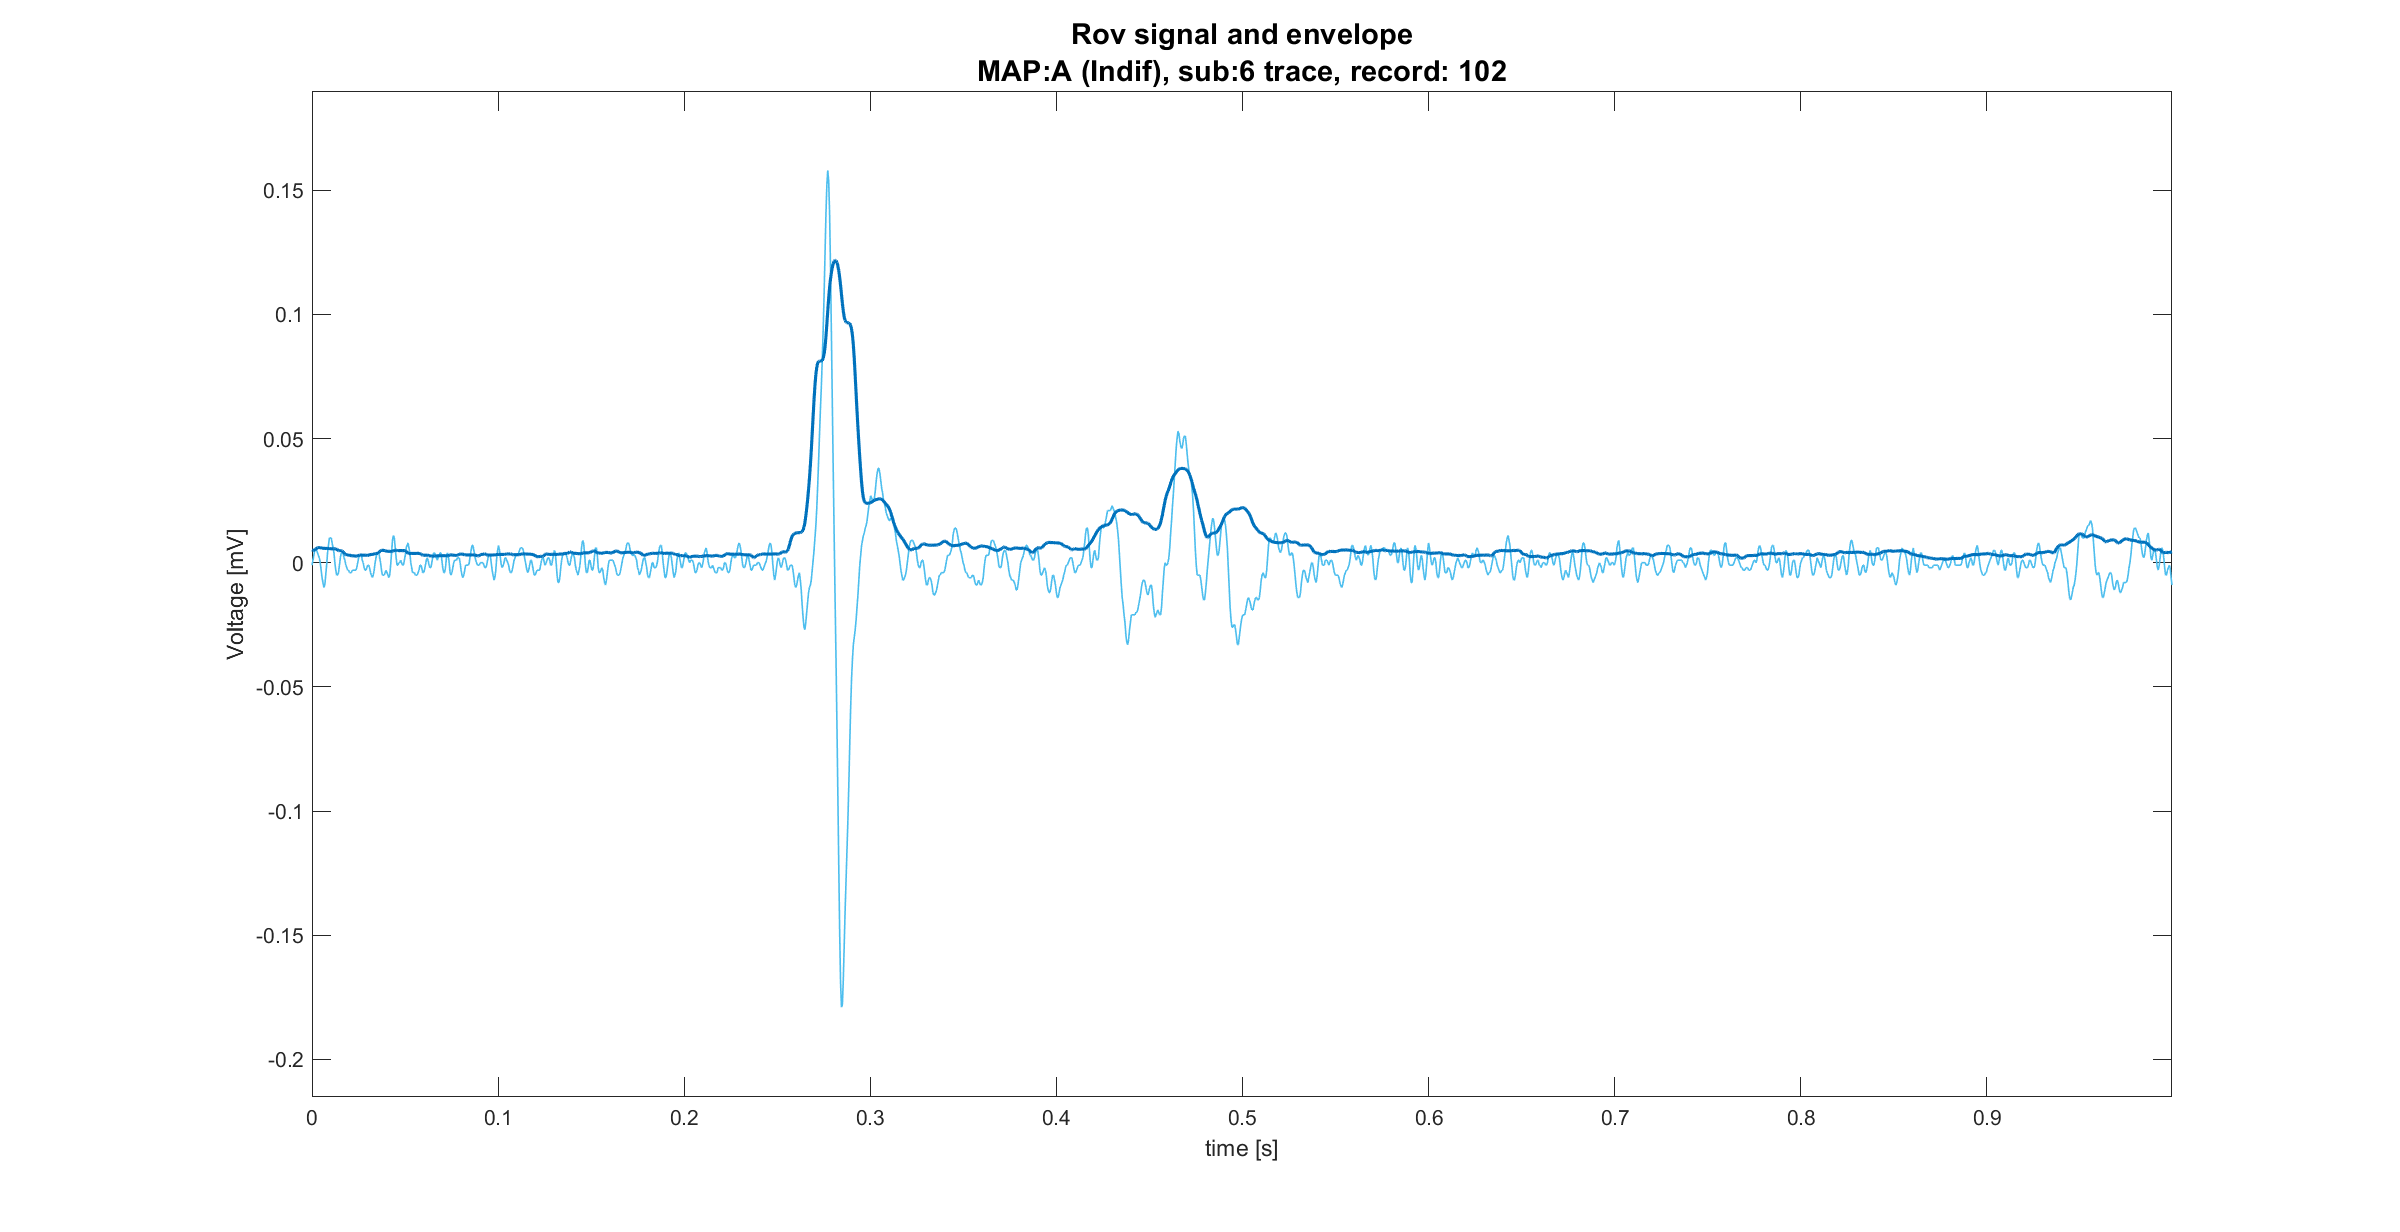 Rov signal and envelope
MAP:A (Indif), sub:6 trace, record: 102
0.15
0.1
0.05
0
-0.05
-0.1
-0.15
-0.2
Voltage [mV]
0 0.1 0.2 0.3 0.4 0.5 0.6 0.7 0.8 0.9
time [s]